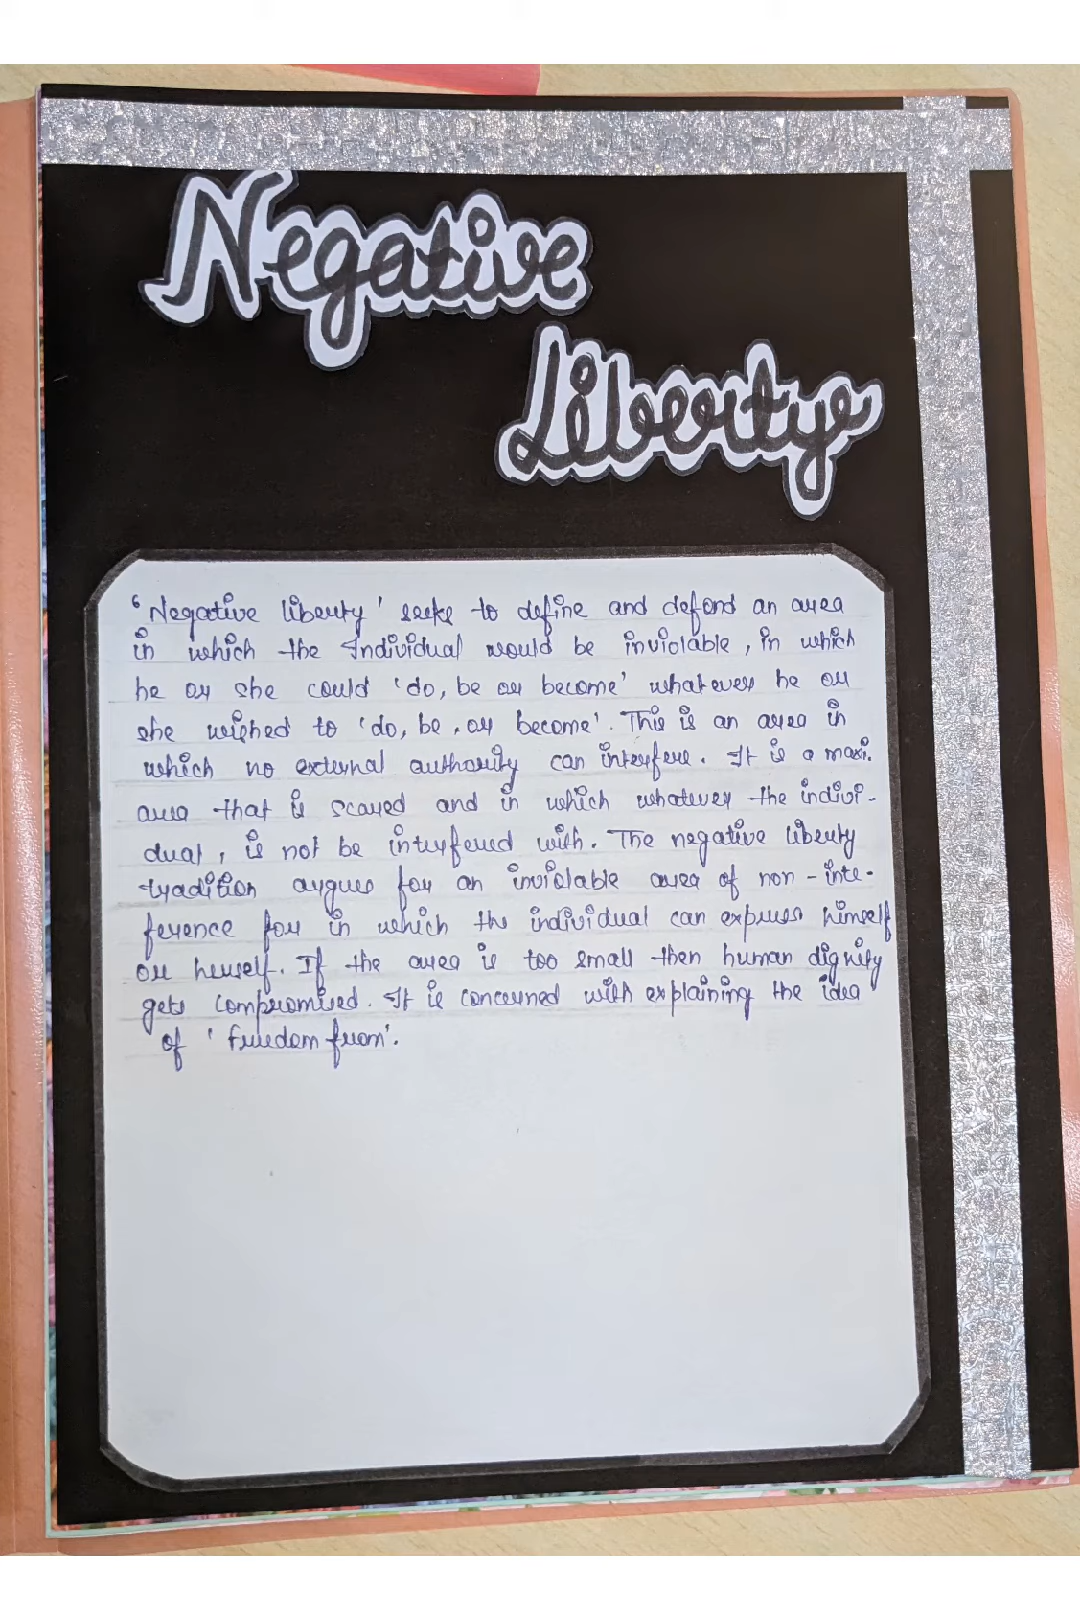 Negative
Liberty
'Negative liberty' seeks to define and defend an area
in which the Individual would be inviolable, in which
he or she could 'do, be or become' whatever he or
she wished to 'do, be, or become'. This is an area in
which no external authority can interfere. It is a maxi.
area that is scared and in which whatever the indivi-
dual, is not be interfered with. The negative liberty
tradition argues for an inviolable area of non-inte-
ference for in which the individual can express himself
or herself. If the area is too small then human dignity
gets compromised. It is concerned with explaining the idea
of 'freedom from'.